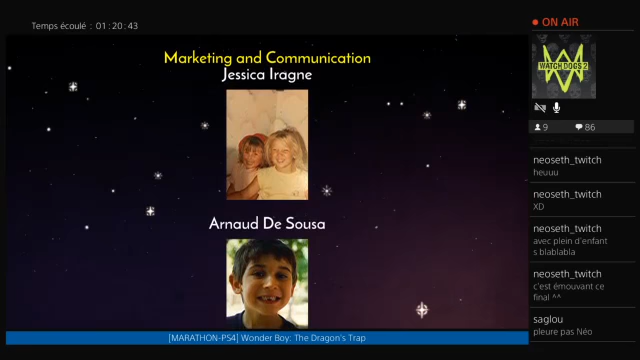 Temps écoulé : 01:20:43
ON AIR
Marketing and Communication
Jessica Iragne
WATCH DOGS 2
9 86
neoseth_twitch
heuuu
neoseth_twitch
XD
Arnaud De Sousa
neoseth_twitch
avec plein d'enfant
s blablabla
neoseth_twitch
c'est émouvant ce
final ^^
saglou
pleure pas Néo
[MARATHON-PS4] Wonder Boy: The Dragon's Trap